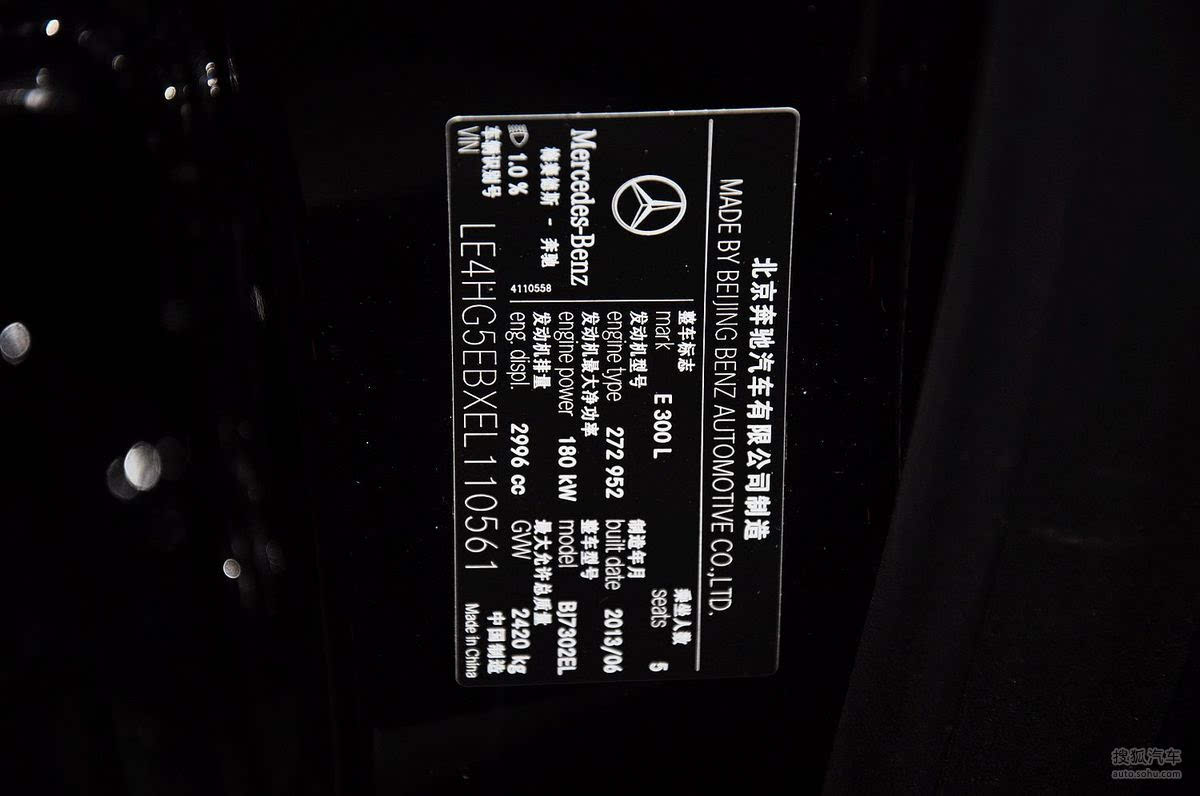 北京奔驰汽车有限公司制造
MADE BY BEIJING BENZ AUTOMOTIVE CO.,LTD.
Mercedes-Benz
梅赛德斯 - 奔驰
1.0 %
4110558
整车标志
mark E 300 L
发动机型号
engine type 272 952
发动机最大净功率
engine power 180 kW
发动机排量
eng. displ. 2996 cc
乘坐人数
seats 5
制造年月
built date 2013/06
整车型号
model BJ7302EL
最大允许总质量
GVW 2420 kg
车辆识别号
VIN LE4HG5EBXEL110561
中国制造
Made in China
搜狐汽车
auto.sohu.com